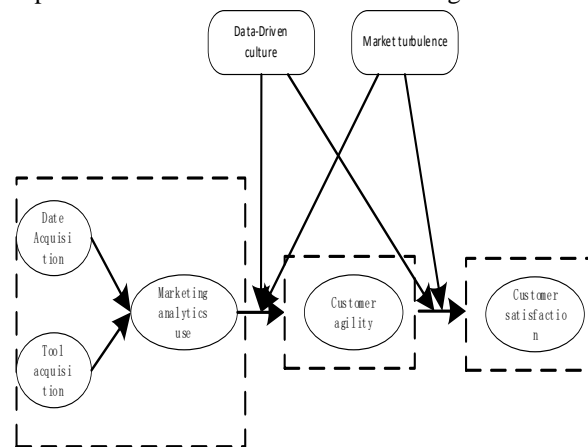 Data-Driven
culture
Market turbulence
Date
Acquisi
tion
Marketing
analytics
use
Tool
acquisi
tion
Customer
agility
Customer
satisfactio
n